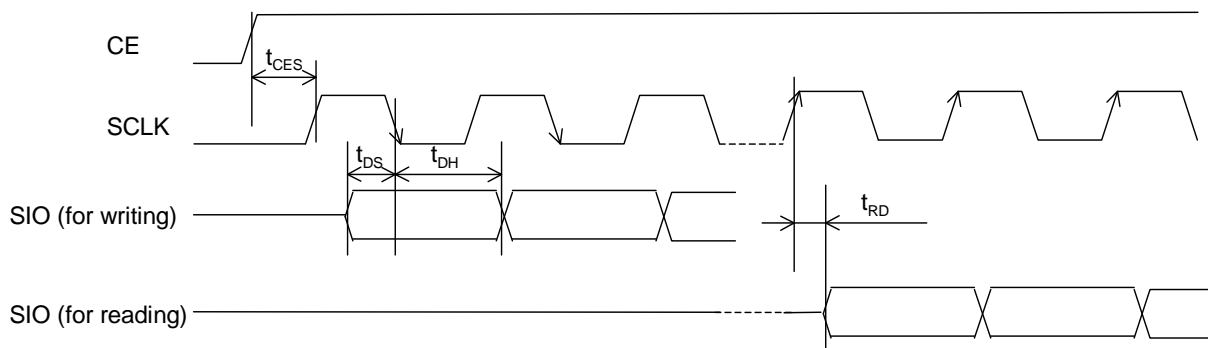 CE
tCES
SCLK
tDS
tDH
SIO (for writing)
tRD
SIO (for reading)